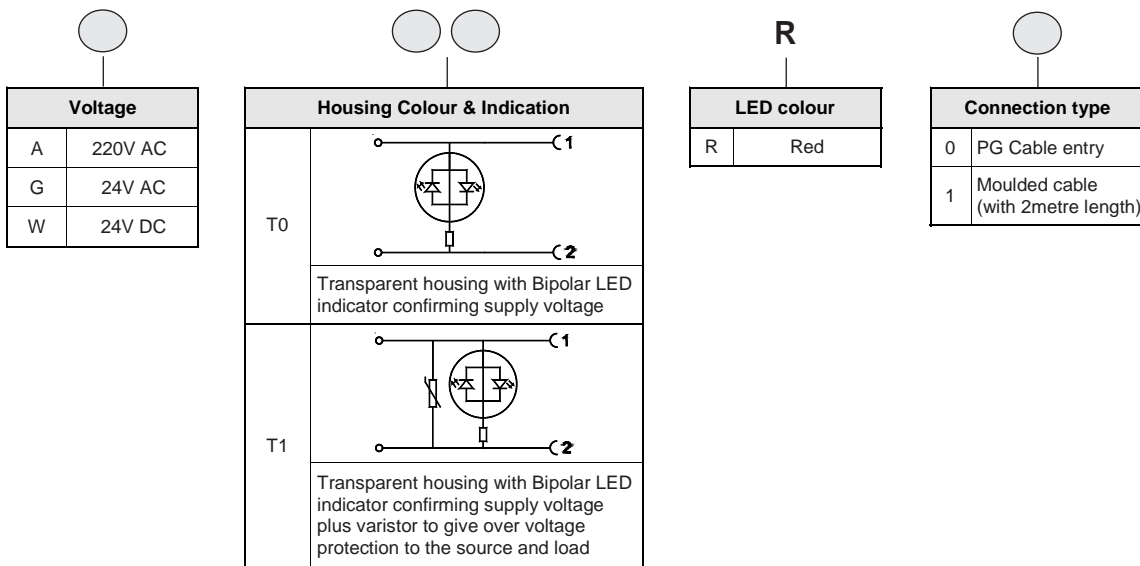 R
Voltage
A 220V AC
G 24V AC
W 24V DC
Housing Colour & Indication
T0
1
2
Transparent housing with Bipolar LED
indicator confirming supply voltage
T1
1
2
Transparent housing with Bipolar LED
indicator confirming supply voltage
plus varistor to give over voltage
protection to the source and load
LED colour
R Red
Connection type
0 PG Cable entry
1 Moulded cable
(with 2metre length)